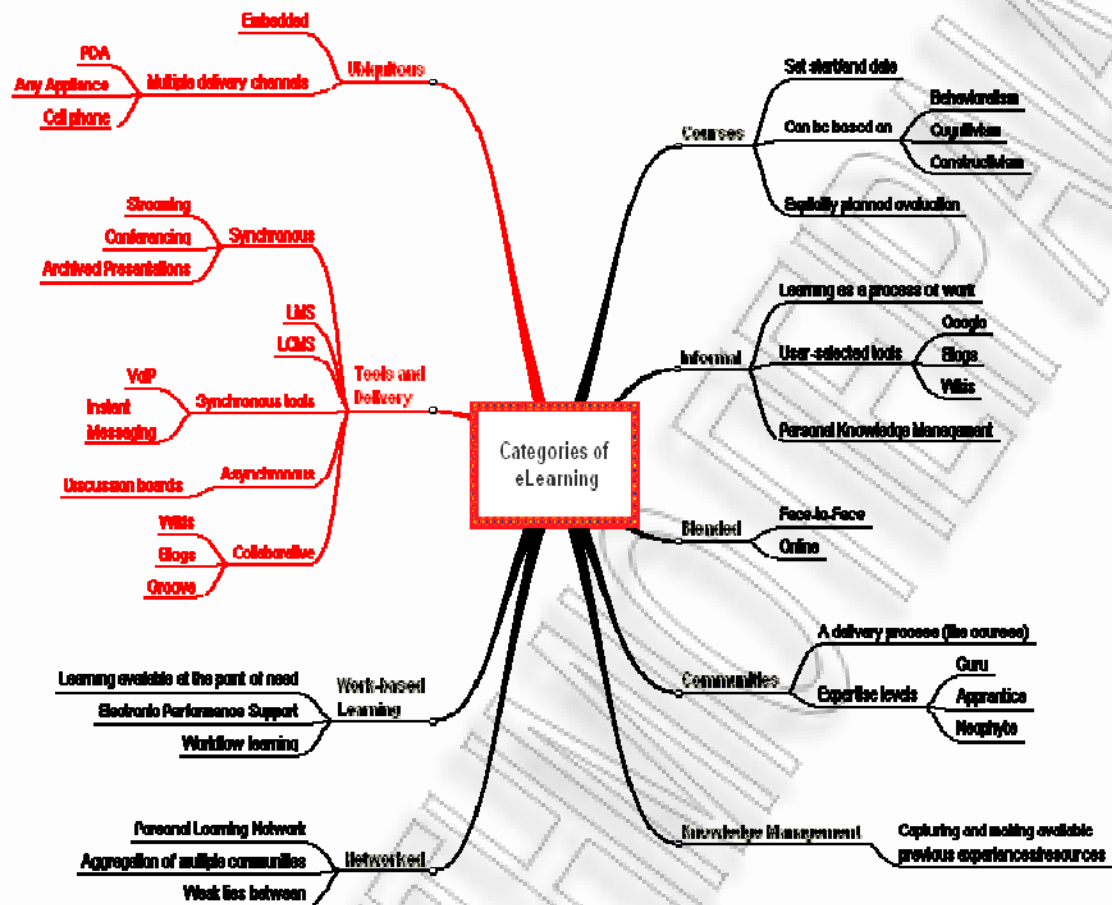 Categories of
eLearning
Ubiquitous
Embedded
Multiple delivery channels
PDA
Any Appliance
Cell phone
Tools and
Delivery
Synchronous
Streaming
Conferencing
Archived Presentations
LMS
LCMS
Synchronous tools
VoIP
Instant
Messaging
Asynchronous
Discussion boards
Collaborative
Wikis
Blogs
Groove
Work-based
Learning
Learning available at the point of need
Electronic Performance Support
Workflow learning
Networked
Personal Learning Network
Aggregation of multiple communities
Weak ties between
Courses
Set start/end date
Can be based on
Behavioralism
Cognitivism
Constructivism
Explicitly planned evaluation
Informal
Learning as a process of work
User-selected tools
Google
Blogs
Wikis
Personal Knowledge Management
Blended
Face-to-Face
Online
Communities
A delivery process (like courses)
Expertise levels
Guru
Apprentice
Neophyte
Knowledge Management
Capturing and making available
previous experiences/resources